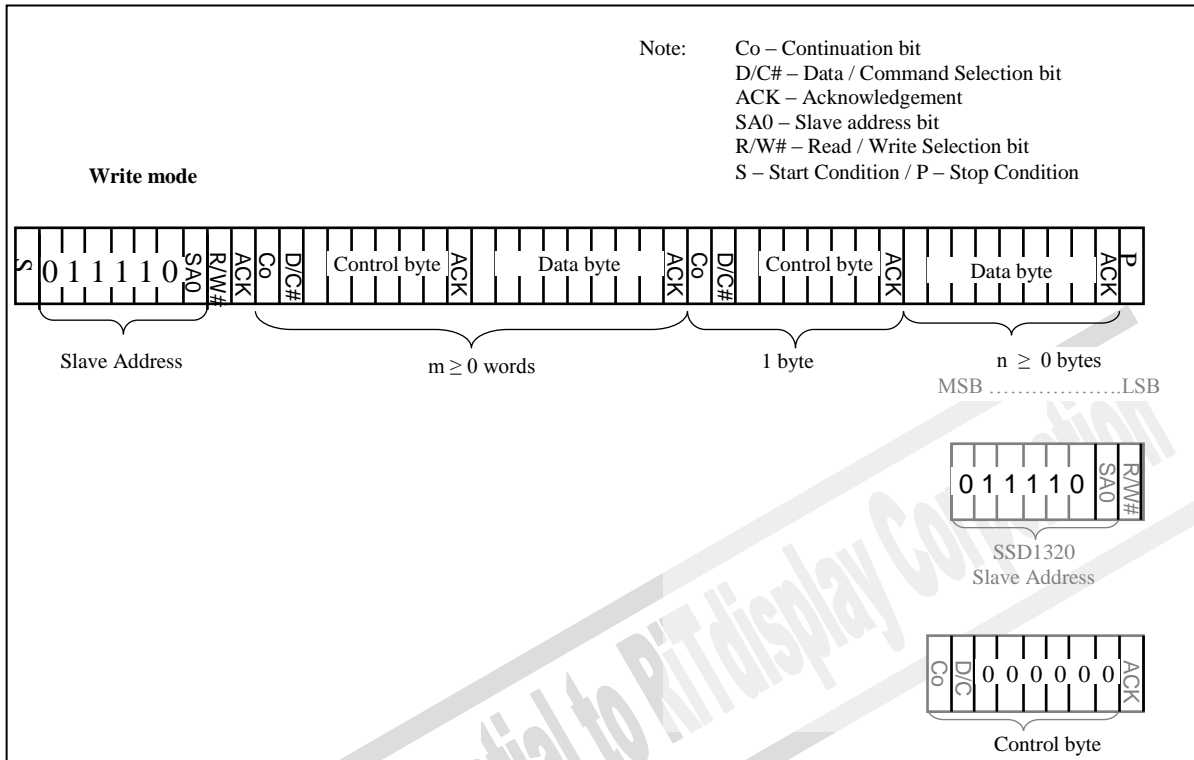 Note: Co – Continuation bit
D/C# – Data / Command Selection bit
ACK – Acknowledgement
SA0 – Slave address bit
R/W# – Read / Write Selection bit
S – Start Condition / P – Stop Condition
Write mode
S 0 1 1 1 1 0 SA0 R/W# ACK Co D/C# Control byte ACK Data byte ACK Co D/C# Control byte ACK Data byte ACK P
Slave Address m ≥ 0 words 1 byte n ≥ 0 bytes
MSB ………………….LSB
0 1 1 1 1 0 SA0 R/W#
SSD1320
Slave Address
Co D/C 0 0 0 0 0 0 ACK
Control byte
tial to RiTdisplay Corporation